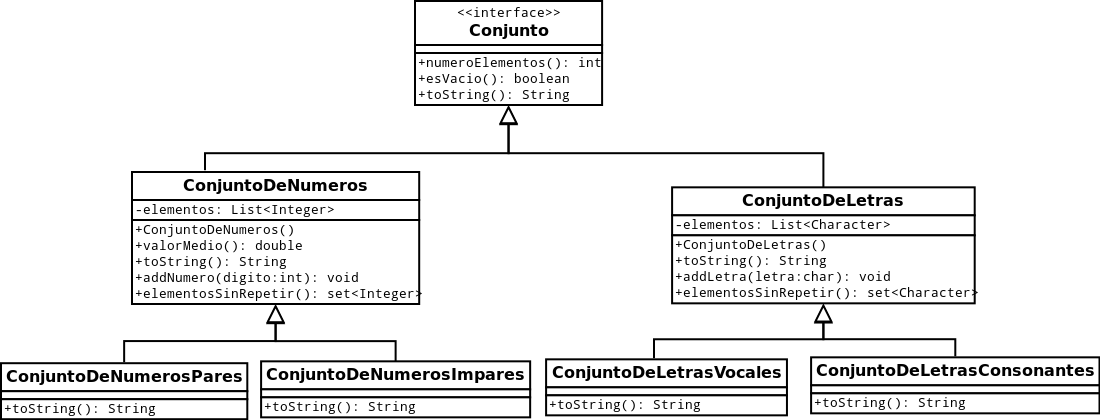 <<interface>>
Conjunto
+numeroElementos(): int
+esVacio(): boolean
+toString(): String
ConjuntoDeNumeros
-elementos: List<Integer>
+ConjuntoDeNumeros()
+valorMedio(): double
+toString(): String
+addNumero(digito:int): void
+elementosSinRepetir(): set<Integer>
ConjuntoDeLetras
-elementos: List<Character>
+ConjuntoDeLetras()
+toString(): String
+addLetra(letra:char): void
+elementosSinRepetir(): set<Character>
ConjuntoDeNumerosPares
+toString(): String
ConjuntoDeNumerosImpares
+toString(): String
ConjuntoDeLetrasVocales
+toString(): String
ConjuntoDeLetrasConsonantes
+toString(): String